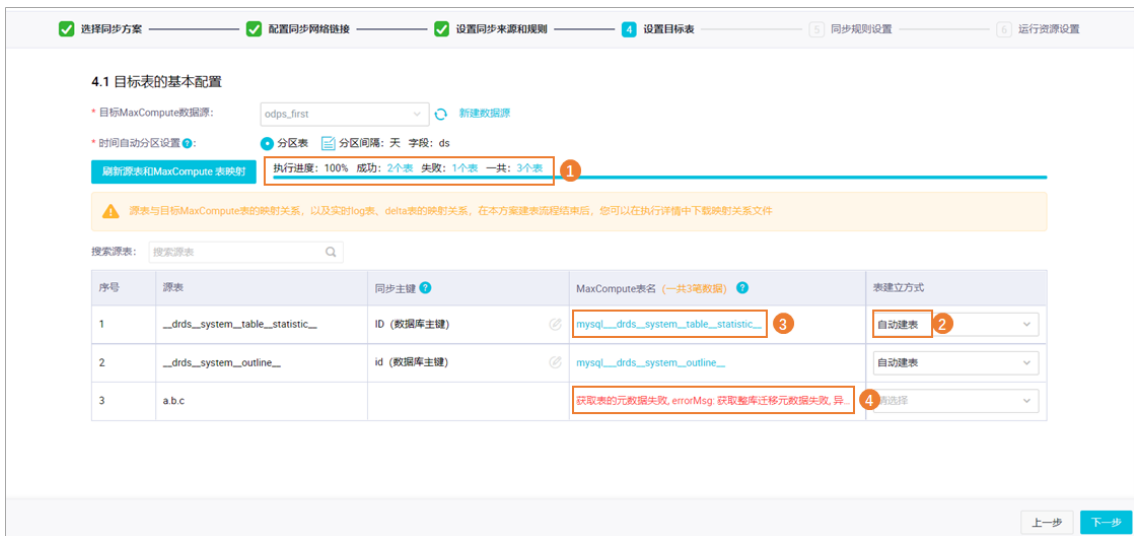 选择同步方案 配置同步网络链接 设置同步来源和规则 4 设置目标表 5 同步规则设置 6 运行资源设置
4.1 目标表的基本配置
* 目标MaxCompute数据源: odps_first 新建数据源
* 时间自动分区设置 ?: 分区表 分区间隔: 天 字段: ds
刷新源表和MaxCompute 表映射 执行进度: 100% 成功: 2个表 失败: 1个表 一共: 3个表 1
源表与目标MaxCompute表的映射关系，以及实时log表、delta表的映射关系，在本方案建表流程结束后，您可以在执行详情中下载映射关系文件
搜索源表: 搜索源表
序号 源表 同步主键 ? MaxCompute表名 (一共3笔数据) ? 表建立方式
1 __drds__system__table__statistic__ ID (数据库主键) mysql___drds__system__table__statistic__ 3 自动建表 2
2 __drds__system__outline__ id (数据库主键) mysql___drds__system__outline__ 自动建表
3 a.b.c 获取表的元数据失败, errorMsg: 获取整库迁移元数据失败, 异... 4 请选择
上一步 下一步